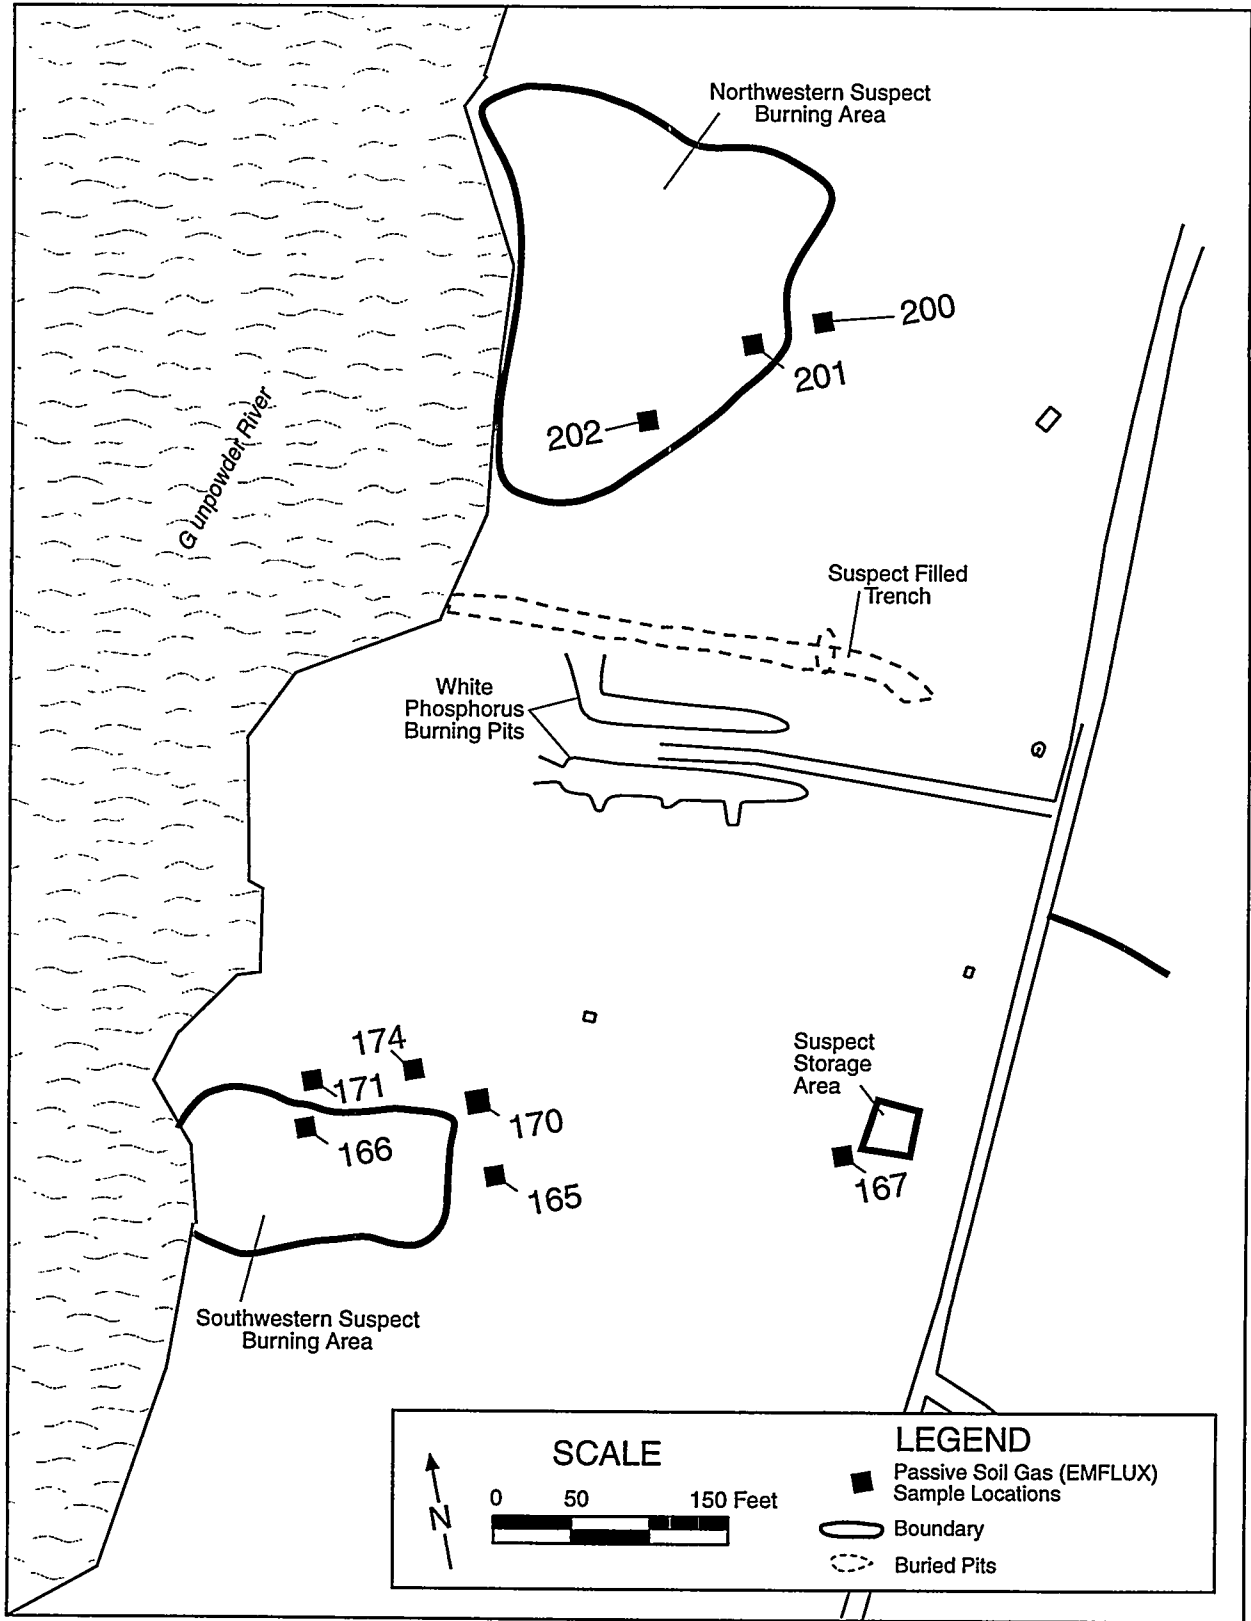 Northwestern Suspect
Burning Area
200
201
202
Gunpowder River
Suspect Filled
Trench
White
Phosphorus
Burning Pits
174
171
170
166
165
Suspect
Storage
Area
167
Southwestern Suspect
Burning Area
SCALE
0 50 150 Feet
N
LEGEND
Passive Soil Gas (EMFLUX)
Sample Locations
Boundary
Buried Pits